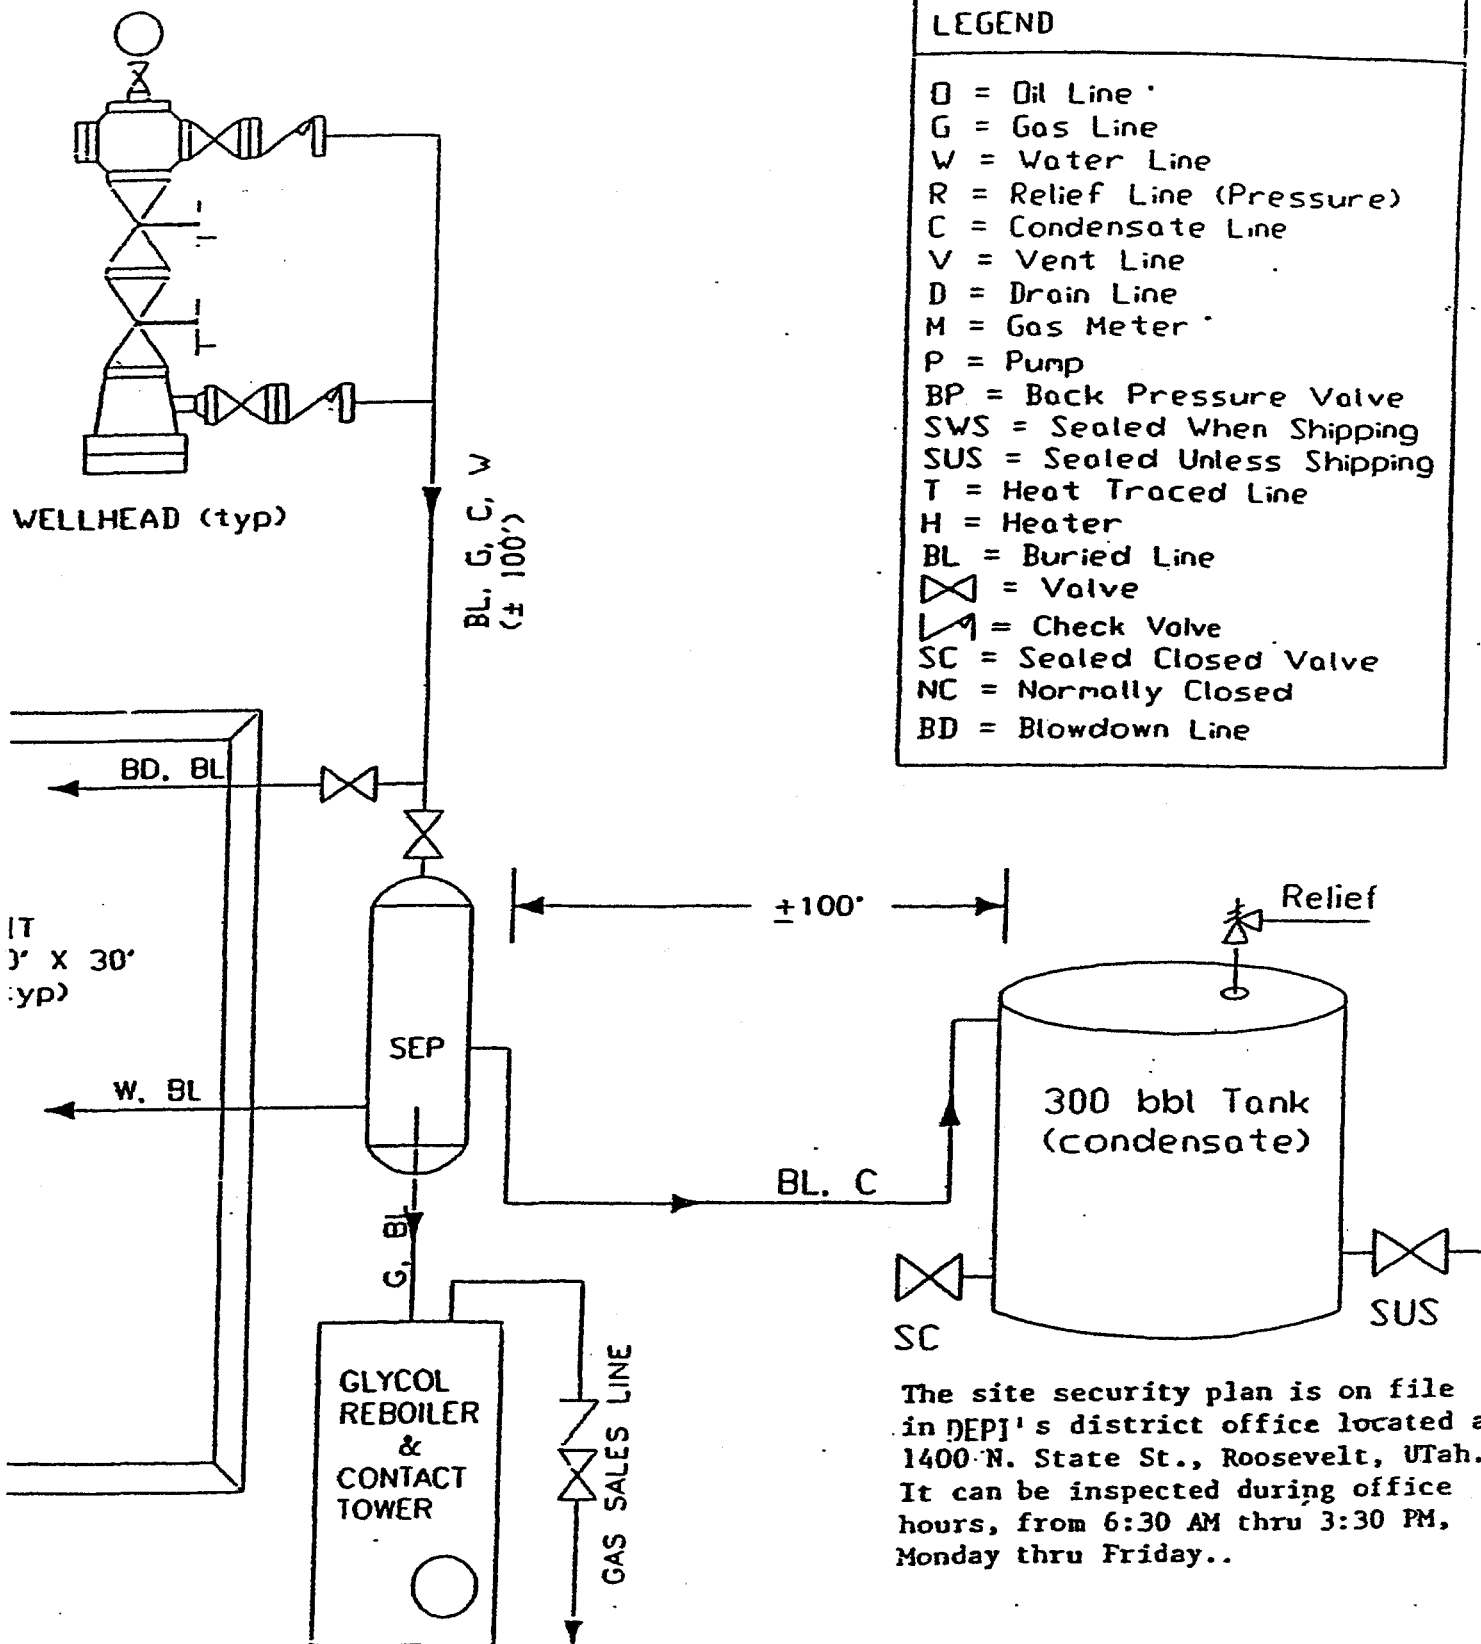 LEGEND
O = Oil Line
G = Gas Line
W = Water Line
R = Relief Line (Pressure)
C = Condensate Line
V = Vent Line
D = Drain Line
M = Gas Meter
P = Pump
BP = Back Pressure Valve
SWS = Sealed When Shipping
SUS = Sealed Unless Shipping
T = Heat Traced Line
H = Heater
BL = Buried Line
= Valve
= Check Valve
SC = Sealed Closed Valve
NC = Normally Closed
BD = Blowdown Line
WELLHEAD (typ)
BL, G, C, W
(± 100')
BD, BL
±100'
Relief
X 30'
SEP
W, BL
300 bbl Tank
(condensate)
BL, C
G, BL
SC
SUS
GLYCOL
REBOILER
&
CONTACT
TOWER
GAS SALES LINE
The site security plan is on file
in DEPI's district office located
1400 N. State St., Roosevelt, UTah.
It can be inspected during office
hours, from 6:30 AM thru 3:30 PM,
Monday thru Friday..